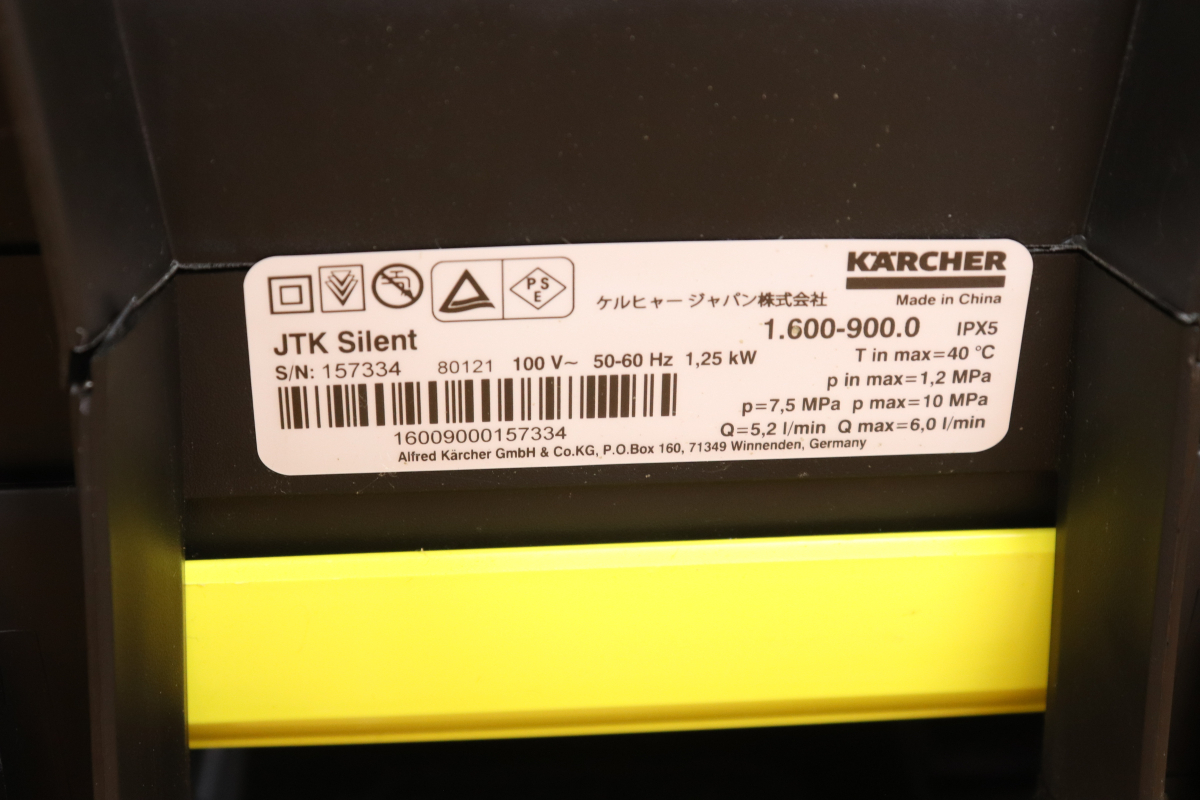 PSE
ケルヒャー ジャパン株式会社
KÄRCHER
Made in China
JTK Silent
1.600-900.0 IPX5
S/N: 157334 80121 100 V~ 50-60 Hz 1,25 kW
T in max=40 °C
p in max=1,2 MPa
p=7,5 MPa p max=10 MPa
Q=5,2 l/min Q max=6,0 l/min
16009000157334
Alfred Kärcher GmbH & Co.KG, P.O.Box 160, 71349 Winnenden, Germany